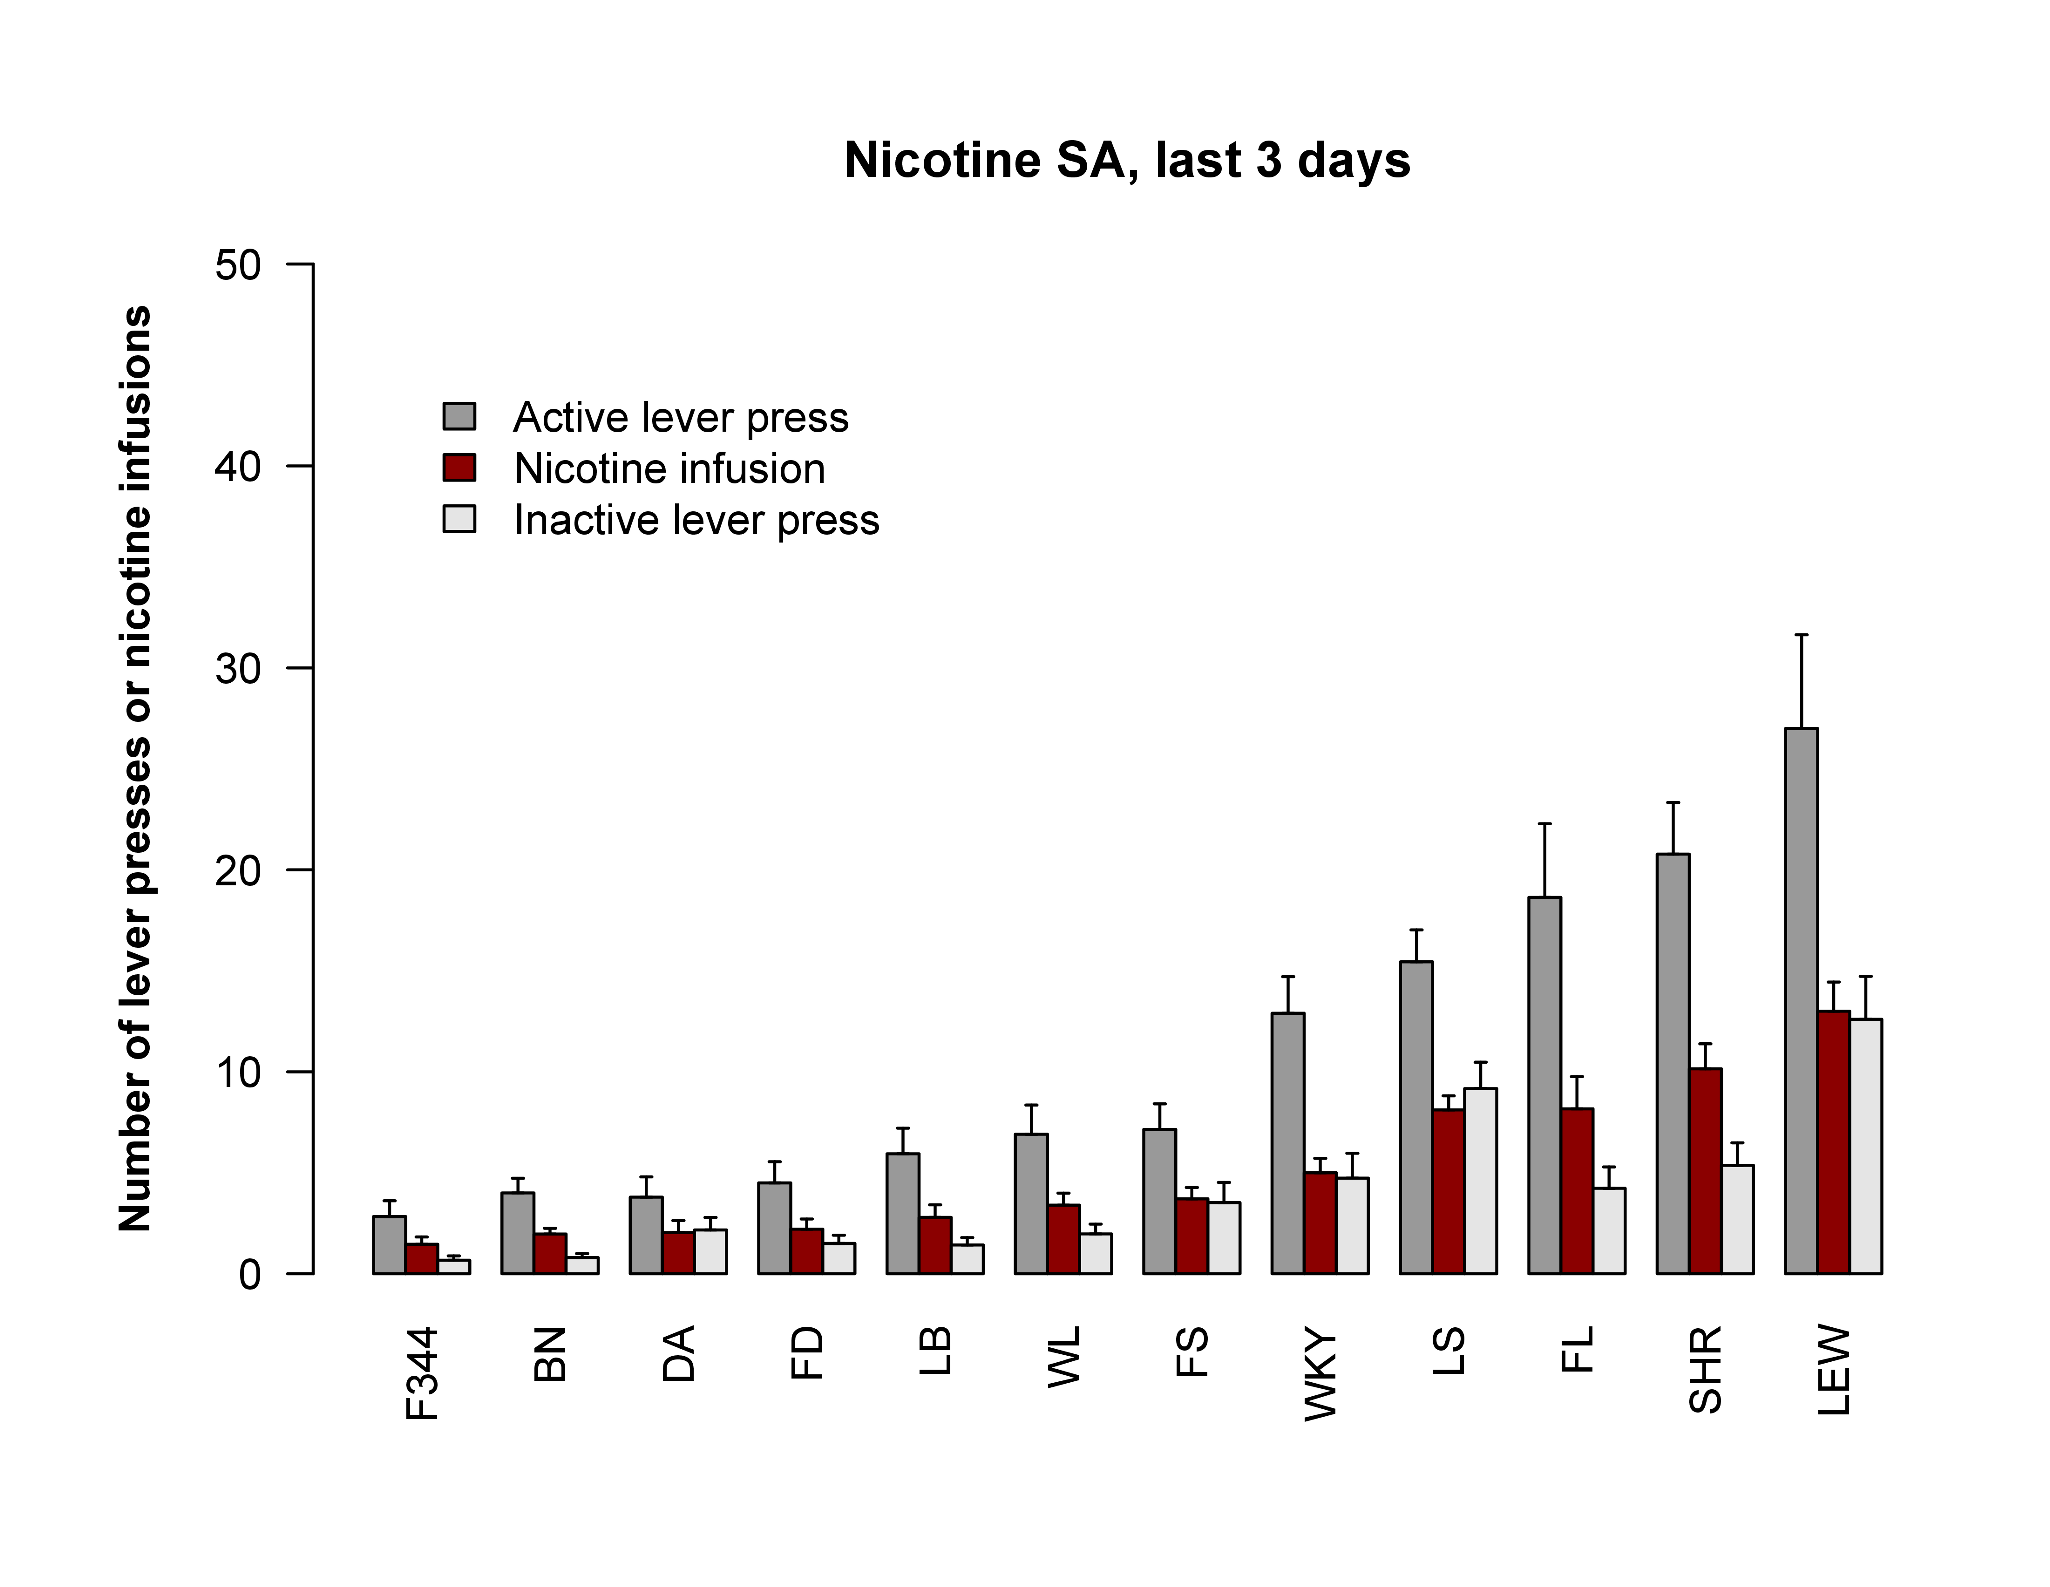 Nicotine SA, last 3 days
Number of lever presses or nicotine infusions
50
40
30
20
10
0
Active lever press
Nicotine infusion
Inactive lever press
F344
BN
DA
FD
LB
WL
FS
WKY
LS
FL
SHR
LEW